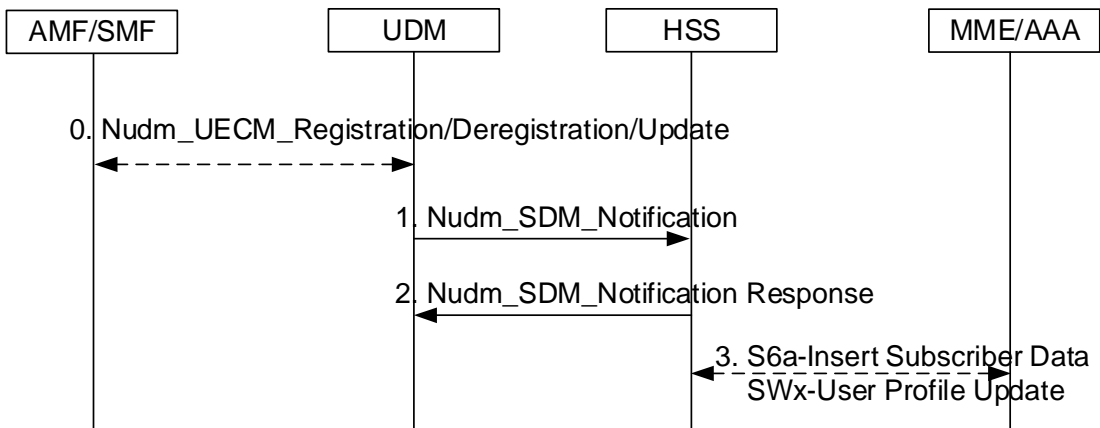 AMF/SMF
UDM
HSS
MME/AAA
0. Nudm_UECM_Registration/Deregistration/Update
1. Nudm_SDM_Notification
2. Nudm_SDM_Notification Response
3. S6a-Insert Subscriber Data
SWx-User Profile Update